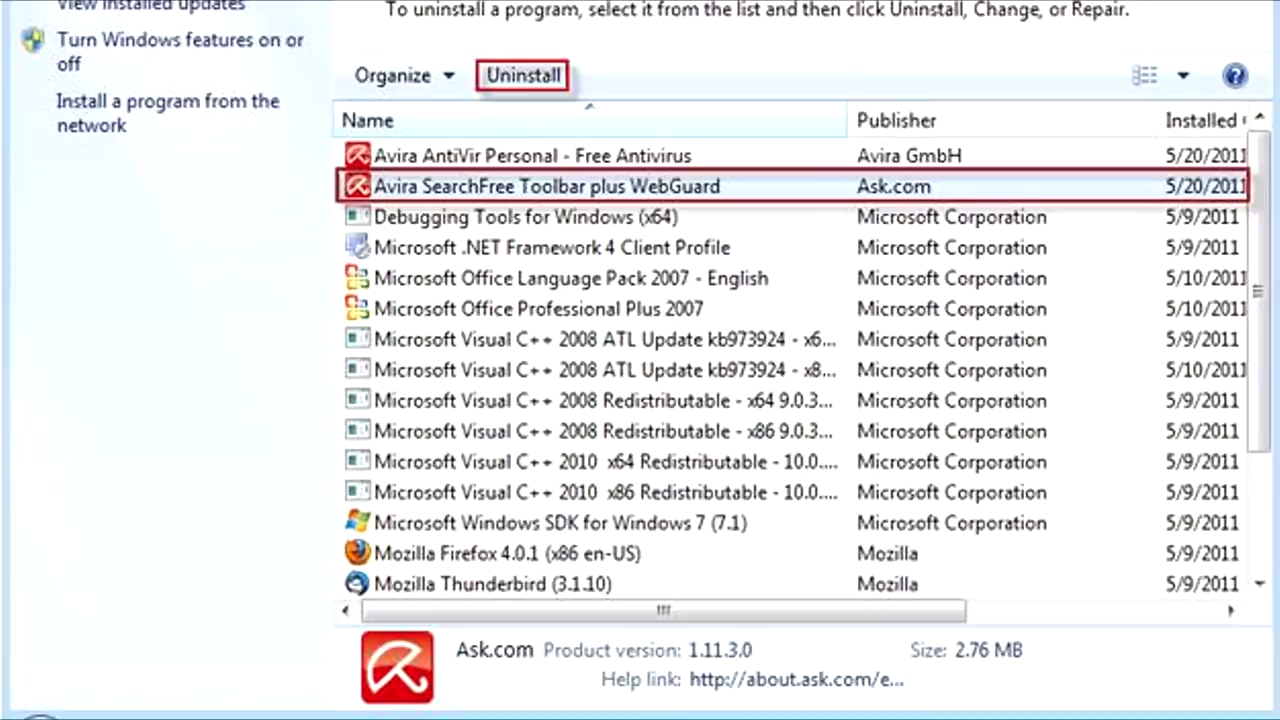 View installed updates
To uninstall a program, select it from the list and then click Uninstall, Change, or Repair.
Turn Windows features on or
off
Install a program from the
network
Organize Uninstall
Name Publisher Installed
Avira AntiVir Personal - Free Antivirus Avira GmbH 5/20/2011
Avira SearchFree Toolbar plus WebGuard Ask.com 5/20/2011
Debugging Tools for Windows (x64) Microsoft Corporation 5/9/2011
Microsoft .NET Framework 4 Client Profile Microsoft Corporation 5/9/2011
Microsoft Office Language Pack 2007 - English Microsoft Corporation 5/10/2011
Microsoft Office Professional Plus 2007 Microsoft Corporation 5/10/2011
Microsoft Visual C++ 2008 ATL Update kb973924 - x6... Microsoft Corporation 5/9/2011
Microsoft Visual C++ 2008 ATL Update kb973924 - x8... Microsoft Corporation 5/10/2011
Microsoft Visual C++ 2008 Redistributable - x64 9.0.3... Microsoft Corporation 5/9/2011
Microsoft Visual C++ 2008 Redistributable - x86 9.0.3... Microsoft Corporation 5/9/2011
Microsoft Visual C++ 2010 x64 Redistributable - 10.0.... Microsoft Corporation 5/9/2011
Microsoft Visual C++ 2010 x86 Redistributable - 10.0.... Microsoft Corporation 5/9/2011
Microsoft Windows SDK for Windows 7 (7.1) Microsoft Corporation 5/9/2011
Mozilla Firefox 4.0.1 (x86 en-US) Mozilla 5/9/2011
Mozilla Thunderbird (3.1.10) Mozilla 5/9/2011
Ask.com Product version: 1.11.3.0 Size: 2.76 MB
Help link: http://about.ask.com/e...